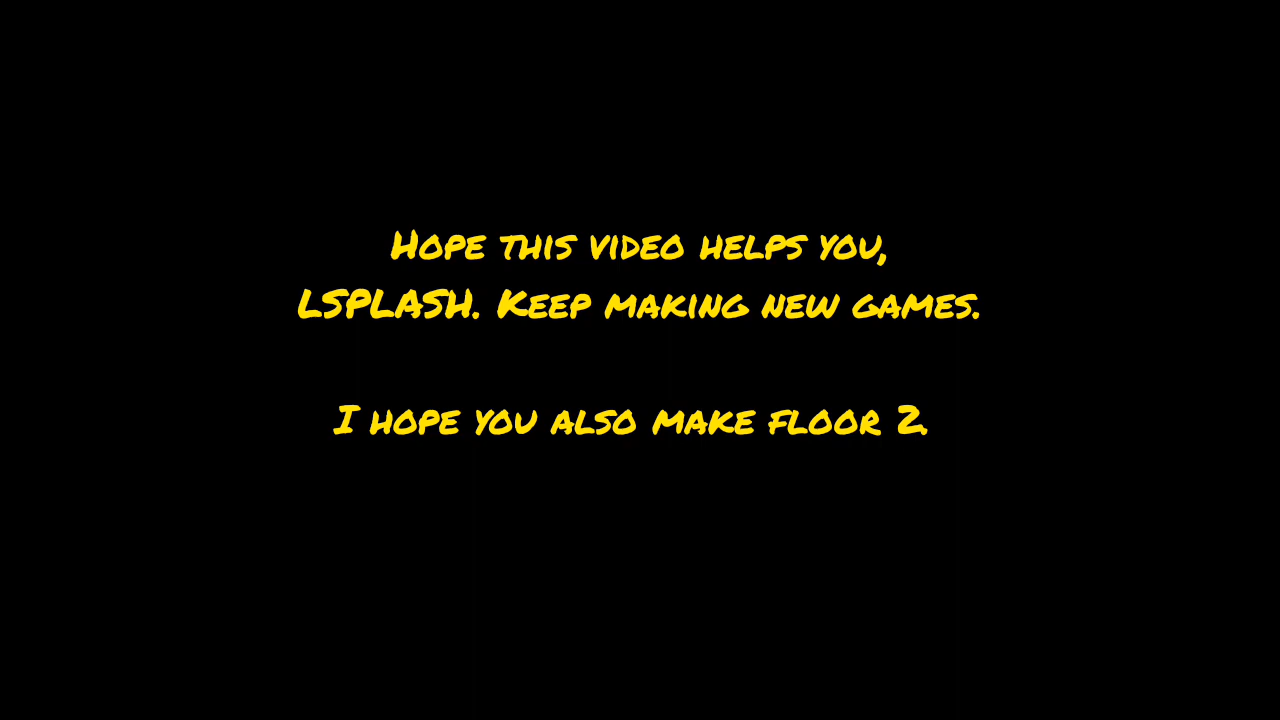 Hope this video helps you,
LSPLASH. Keep making new games.
I hope you also make floor 2.